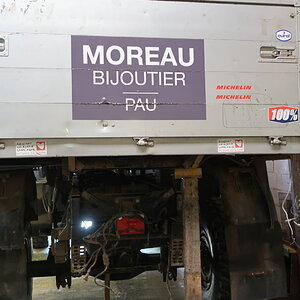 MOREAU
BIJOUTIER
PAU
MICHELIN
MICHELIN
100%